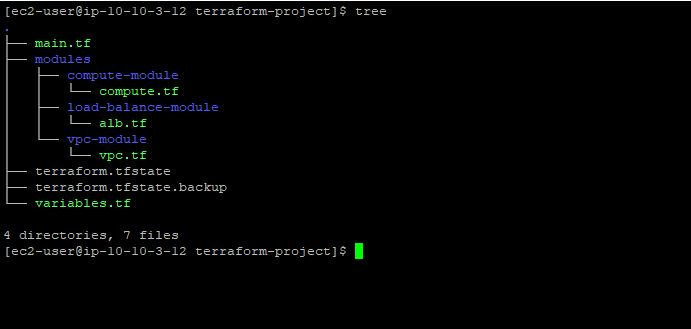 [ec2-user@ip-10-10-3-12 terraform-project]$ tree
.
├── main.tf
├── modules
│   ├── compute-module
│   │   └── compute.tf
│   ├── load-balance-module
│   │   └── alb.tf
│   └── vpc-module
│       └── vpc.tf
├── terraform.tfstate
├── terraform.tfstate.backup
└── variables.tf
4 directories, 7 files
[ec2-user@ip-10-10-3-12 terraform-project]$